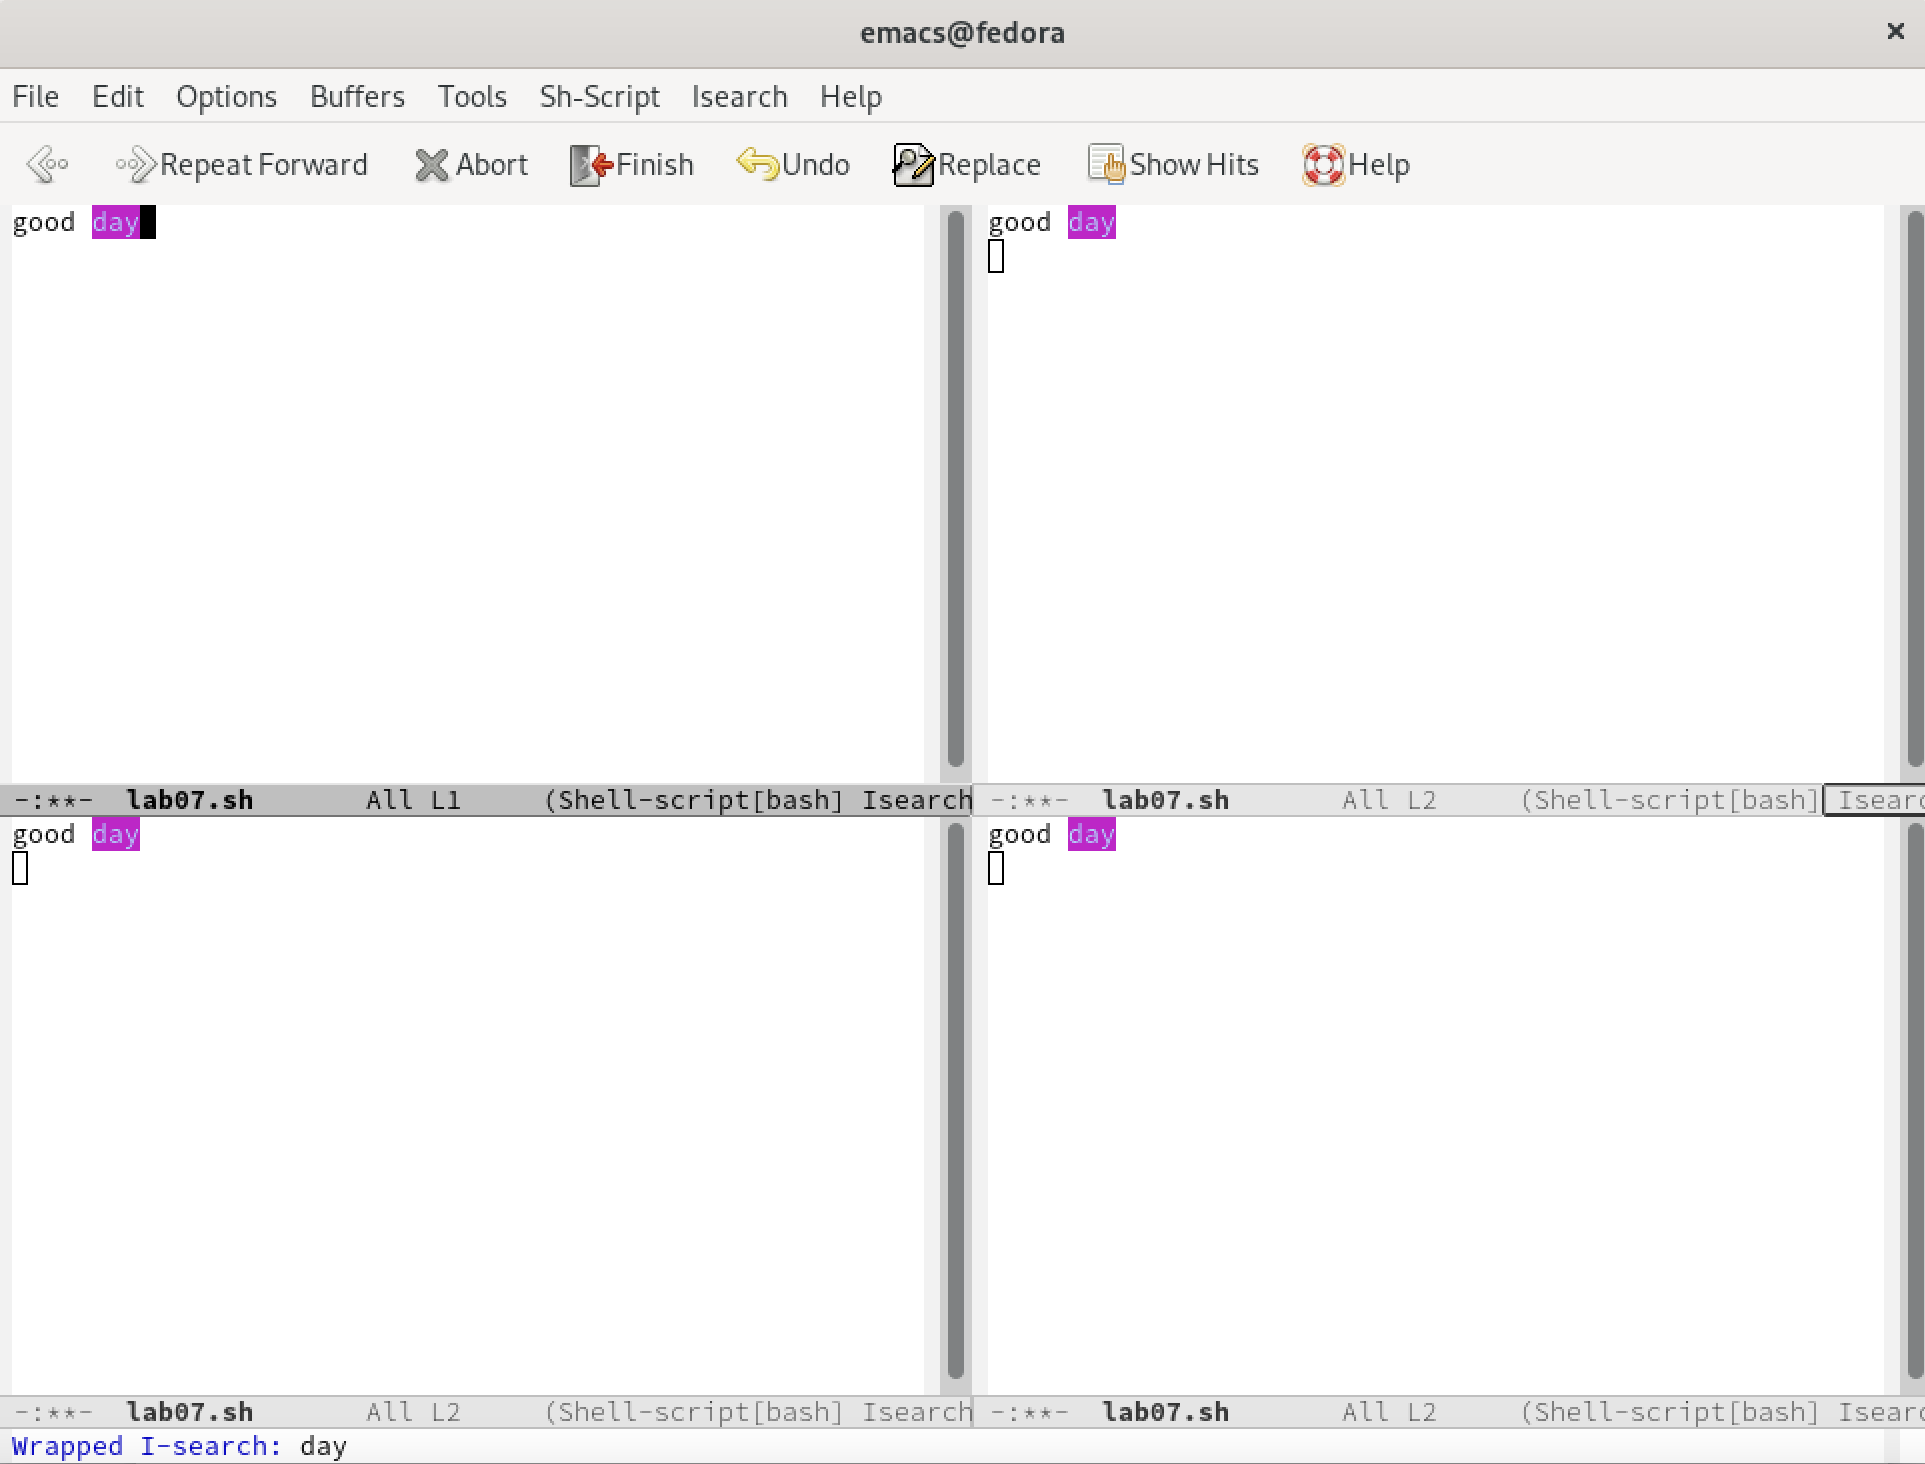 emacs@fedora
File Edit Options Buffers Tools Sh-Script Isearch Help
Repeat Forward Abort Finish Undo Replace Show Hits Help
good day
good day
-:**- lab07.sh All L1 (Shell-script[bash] Isearch
-:**- lab07.sh All L2 (Shell-script[bash] Isearc
good day
good day
-:**- lab07.sh All L2 (Shell-script[bash] Isearch
-:**- lab07.sh All L2 (Shell-script[bash] Isearc
Wrapped I-search: day